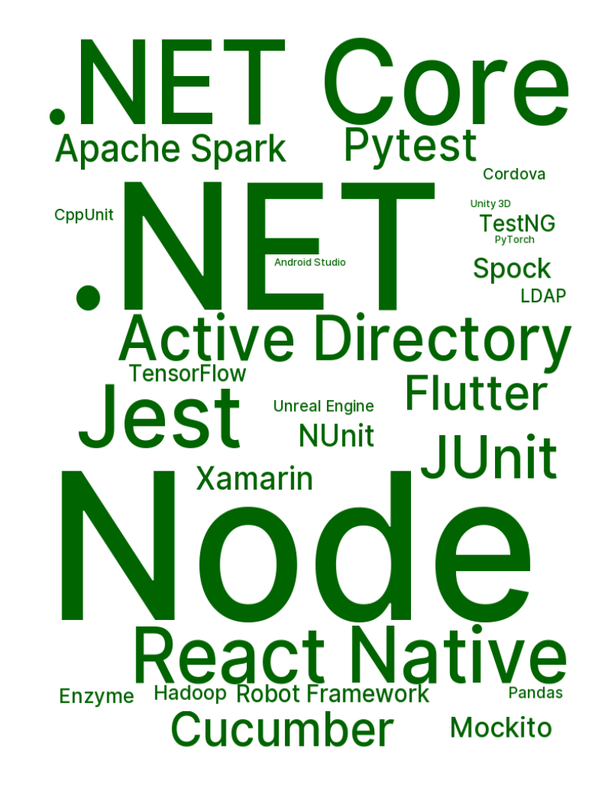 .NET Core
Apache Spark
Pytest
Cordova
.NET
CppUnit
Unity 3D
TestNG
PyTorch
Android Studio
Spock
LDAP
Active Directory
TensorFlow
Flutter
Jest
Unreal Engine
NUnit
JUnit
Xamarin
Node
React Native
Enzyme
Hadoop
Robot Framework
Pandas
Cucumber
Mockito